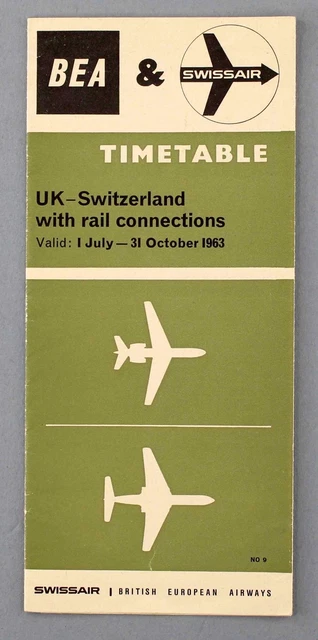 BEA & SWISSAIR
TIMETABLE
UK–Switzerland
with rail connections
Valid: 1 July — 31 October 1963
NO 9
SWISSAIR | BRITISH EUROPEAN AIRWAYS